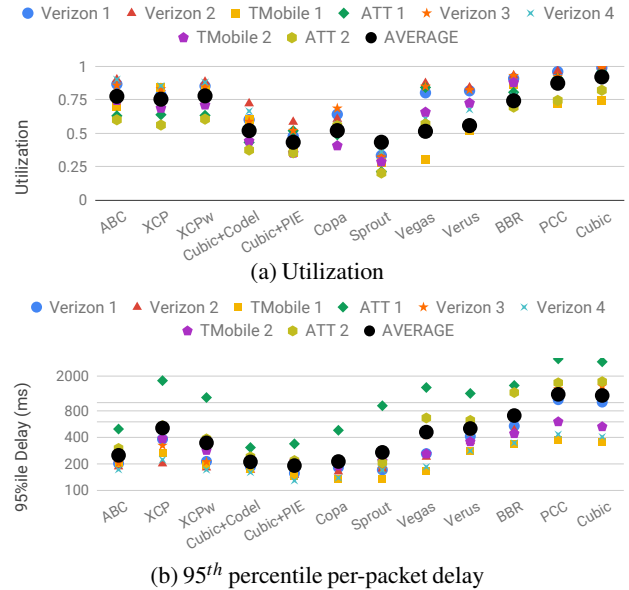 Verizon 1 Verizon 2 TMobile 1 ATT 1 Verizon 3 Verizon 4
TMobile 2 ATT 2 AVERAGE
Utilization
1
0.75
0.5
0.25
0
ABC XCP XCPw Cubic+Codel Cubic+PIE Copa Sprout Vegas Verus BBR PCC Cubic
(a) Utilization
Verizon 1 Verizon 2 TMobile 1 ATT 1 Verizon 3 Verizon 4
TMobile 2 ATT 2 AVERAGE
95%ile Delay (ms)
2000
800
400
200
100
ABC XCP XCPw Cubic+Codel Cubic+PIE Copa Sprout Vegas Verus BBR PCC Cubic
(b) 95th percentile per-packet delay